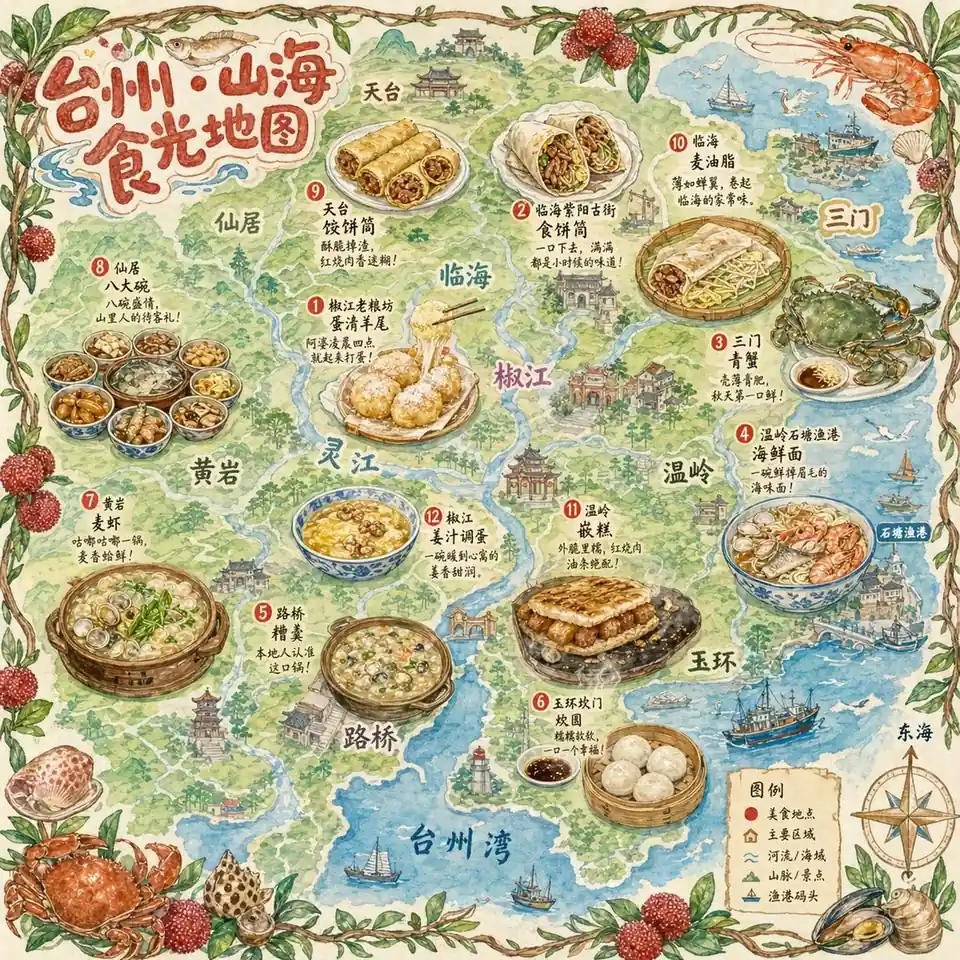 台州·山海
食光地图
天台
仙居
临海
三门
椒江
灵江
黄岩
温岭
路桥
玉环
台州湾
东海
石塘渔港
9 天台
饺饼筒
酥脆掉渣,
红烧肉香迷糊!
2 临海紫阳古街
食饼筒
一口下去,满满
都是小时候的味道!
10 临海
麦油脂
薄如蝉翼,卷起
临海的家常味。
8 仙居
八大碗
八碗盛情,
山里人的待客礼!
1 椒江老粮坊
蛋清羊尾
阿婆凌晨四点
就起来打蛋!
3 三门
青蟹
壳薄膏肥,
秋天第一口鲜!
4 温岭石塘渔港
海鲜面
一碗鲜掉眉毛的
海味面!
7 黄岩
麦虾
咕嘟咕嘟一锅,
麦香蛤鲜!
12 椒江
姜汁调蛋
一碗暖到心窝的
姜香甜润。
11 温岭
嵌糕
外脆里糯,红烧肉
油条绝配!
5 路桥
糟羹
本地人认准
这口锅!
6 玉环坎门
炊圆
糯糯软软,
一口一个幸福!
图例
美食地点
主要区域
河流/海域
山脉/景点
渔港码头